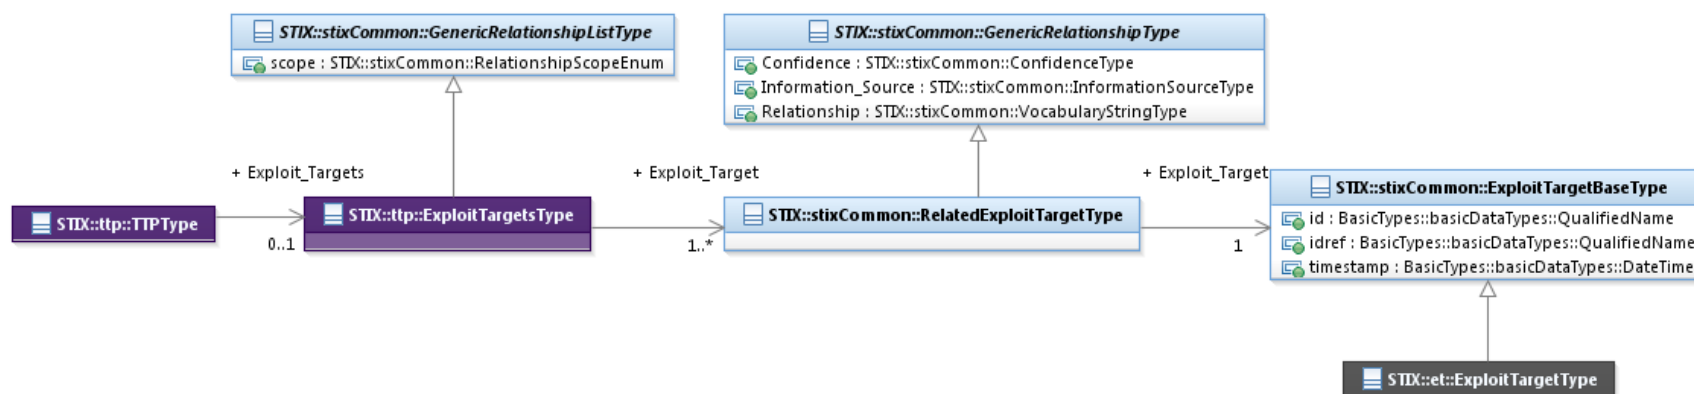 STIX::stixCommon::GenericRelationshipListType
scope : STIX::stixCommon::RelationshipScopeEnum
STIX::stixCommon::GenericRelationshipType
Confidence : STIX::stixCommon::ConfidenceType
Information_Source : STIX::stixCommon::InformationSourceType
Relationship : STIX::stixCommon::VocabularyStringType
+ Exploit_Targets
+ Exploit_Target
+ Exploit_Target
STIX::ttp::TTPType
0..1
STIX::ttp::ExploitTargetsType
1..*
STIX::stixCommon::RelatedExploitTargetType
1
STIX::stixCommon::ExploitTargetBaseType
id : BasicTypes::basicDataTypes::QualifiedName
idref : BasicTypes::basicDataTypes::QualifiedName
timestamp : BasicTypes::basicDataTypes::DateTime
STIX::et::ExploitTargetType